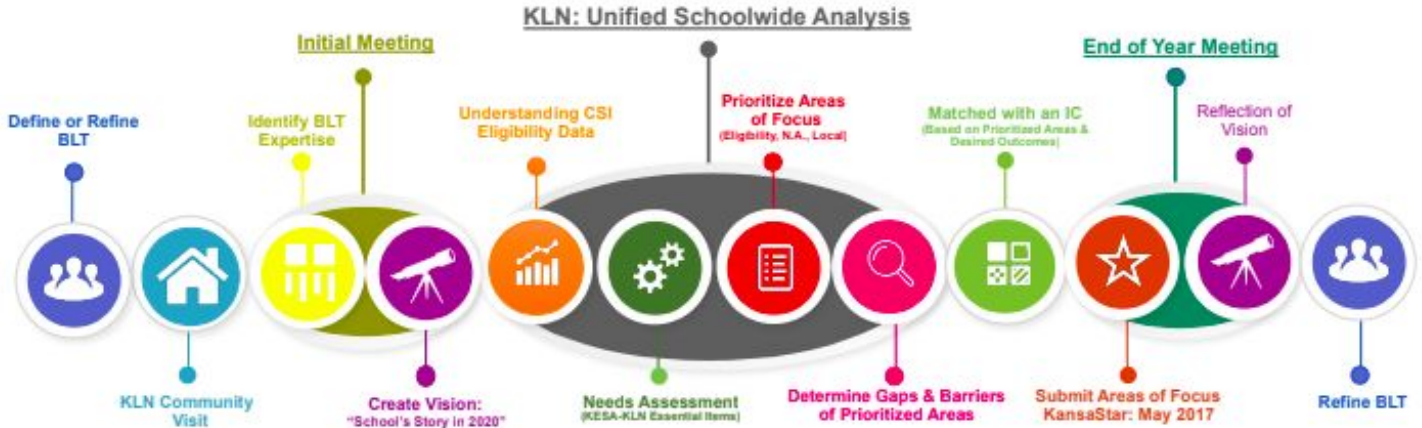 KLN: Unified Schoolwide Analysis
Initial Meeting
End of Year Meeting
Define or Refine
BLT
Identify BLT
Expertise
Understanding CSI
Eligibility Data
Prioritize Areas
of Focus
(Eligibility, N.A., Local)
Matched with an IC
(Based on Prioritized Areas &
Desired Outcomes)
Reflection of
Vision
KLN Community
Visit
Create Vision:
"School's Story in 2020"
Needs Assessment
(KESA-KLN Essential Items)
Determine Gaps & Barriers
of Prioritized Areas
Submit Areas of Focus
KansaStar: May 2017
Refine BLT